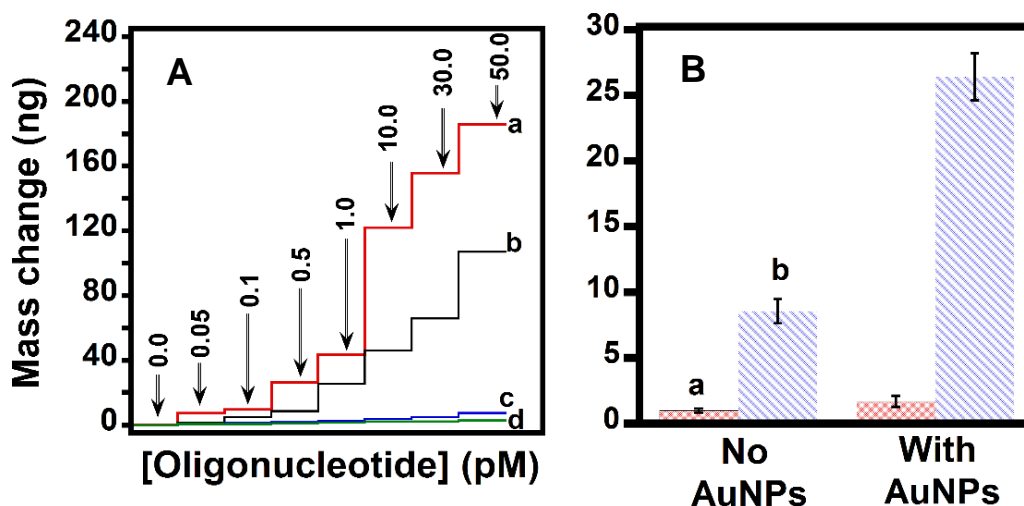 240
200
160
120
80
40
0
Mass change (ng)
A
0.0
0.05
0.1
0.5
1.0
10.0
30.0
50.0
a
b
c
d
[Oligonucleotide] (pM)
30
25
20
15
10
5
0
B
a
b
No
AuNPs
With
AuNPs